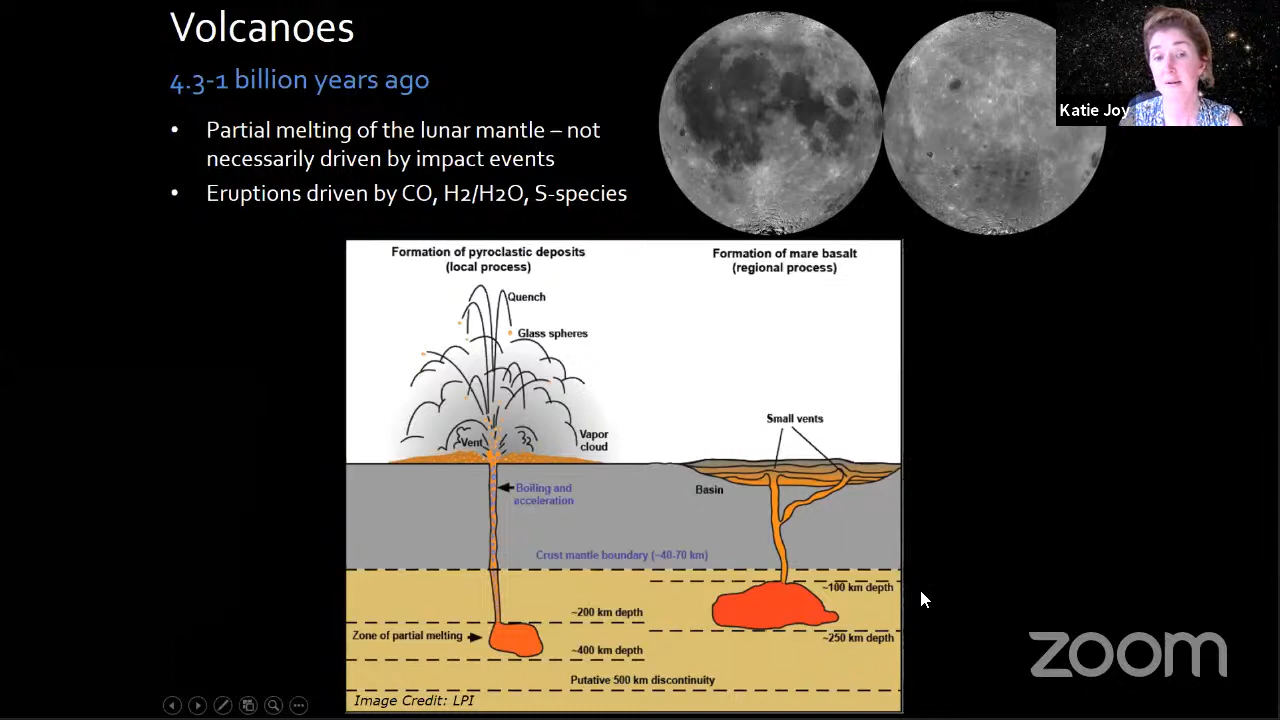 Volcanoes
4.3-1 billion years ago
• Partial melting of the lunar mantle – not
necessarily driven by impact events
• Eruptions driven by CO, H2/H2O, S-species
Katie Joy
Formation of pyroclastic deposits
(local process)
Quench
Glass spheres
Vent
Vapor
cloud
Boiling and
acceleration
Formation of mare basalt
(regional process)
Small vents
Basin
Crust mantle boundary (~40-70 km)
~100 km depth
~200 km depth
Zone of partial melting
~250 km depth
~400 km depth
Putative 500 km discontinuity
Image Credit: LPI
zoom